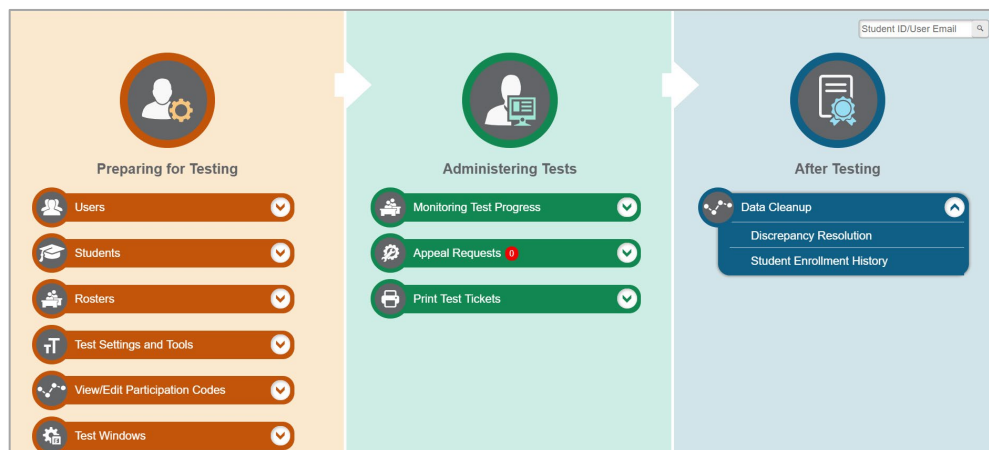 Student ID/User Email
Preparing for Testing
Users
Students
Rosters
Test Settings and Tools
View/Edit Participation Codes
Test Windows
Administering Tests
Monitoring Test Progress
Appeal Requests 0
Print Test Tickets
After Testing
Data Cleanup
Discrepancy Resolution
Student Enrollment History